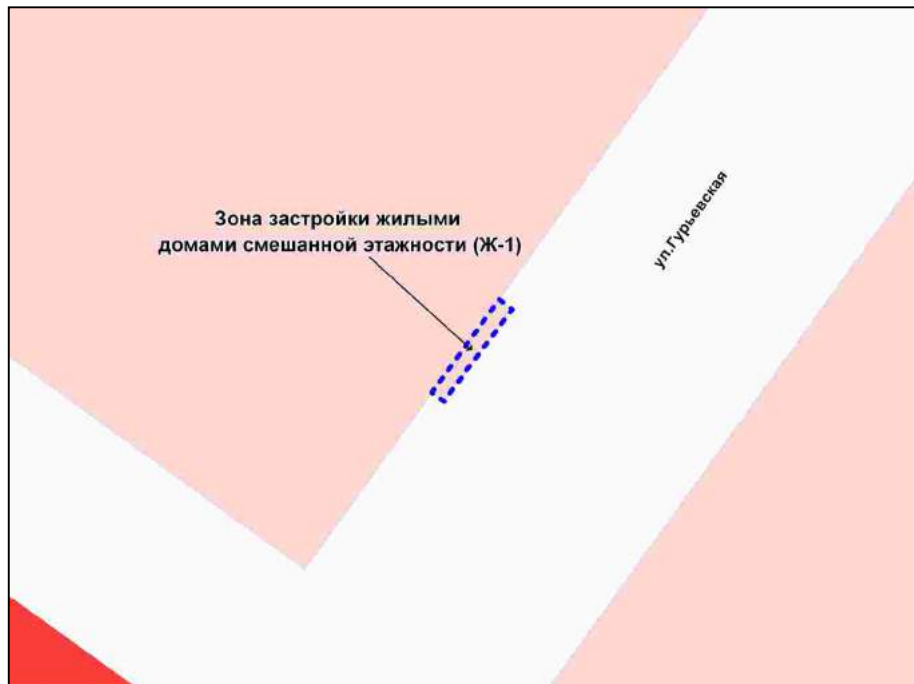 Зона застройки жилыми
домами смешанной этажности (Ж-1)
ул.Гурьевская